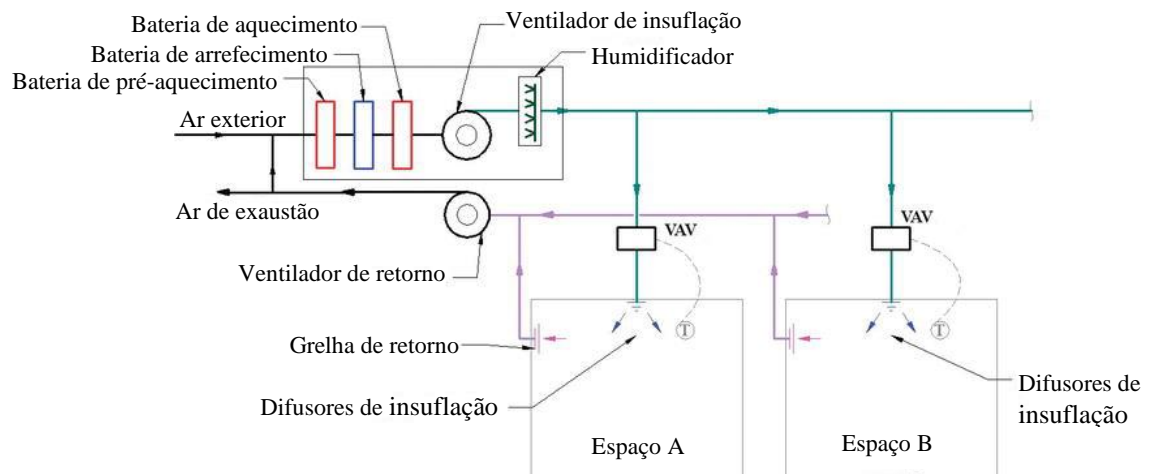 Bateria de aquecimento
Ventilador de insuflação
Bateria de arrefecimento
Humidificador
Bateria de pré-aquecimento
Ar exterior
Ar de exaustão
VAV
VAV
Ventilador de retorno
T
T
Grelha de retorno
Difusores de insuflação
Difusores de
insuflação
Espaço A
Espaço B